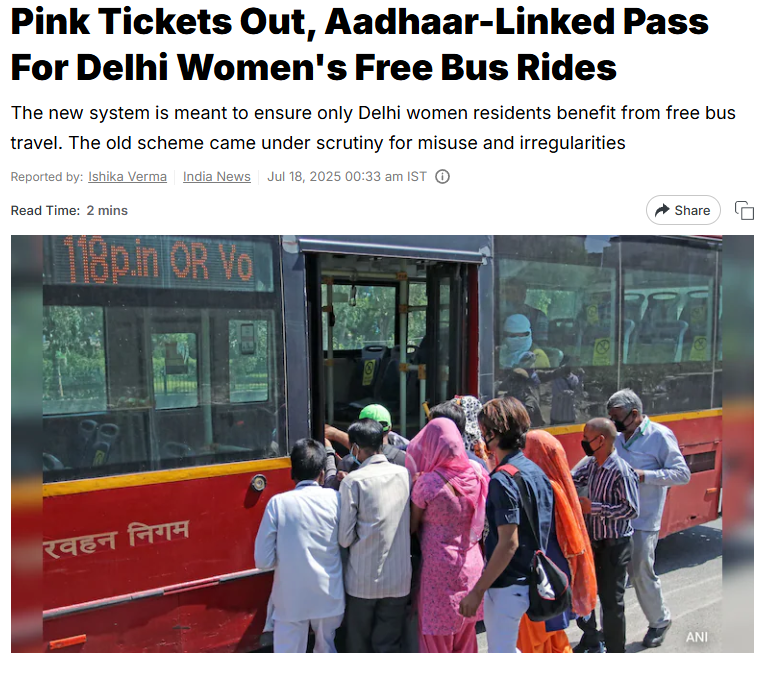 Pink Tickets Out, Aadhaar-Linked Pass
For Delhi Women's Free Bus Rides
The new system is meant to ensure only Delhi women residents benefit from free bus
travel. The old scheme came under scrutiny for misuse and irregularities
Reported by: Ishika Verma India News Jul 18, 2025 00:33 am IST
Read Time: 2 mins
Share
118p.in OR Vo
रवहन निगम
ANI